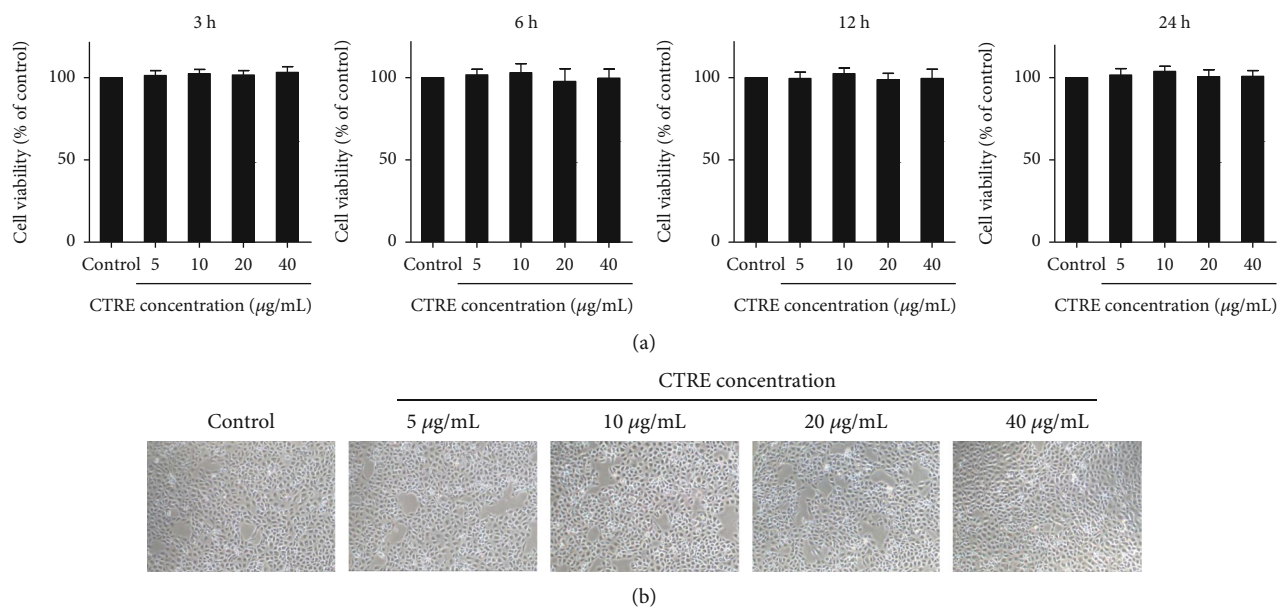 3 h
6 h
12 h
24 h
Cell viability (% of control)
100
50
0
Control 5 10 20 40
CTRE concentration (μg/mL)
Cell viability (% of control)
100
50
0
Control 5 10 20 40
CTRE concentration (μg/mL)
Cell viability (% of control)
100
50
0
Control 5 10 20 40
CTRE concentration (μg/mL)
Cell viability (% of control)
100
50
0
Control 5 10 20 40
CTRE concentration (μg/mL)
(a)
CTRE concentration
Control 5 μg/mL 10 μg/mL 20 μg/mL 40 μg/mL
(b)